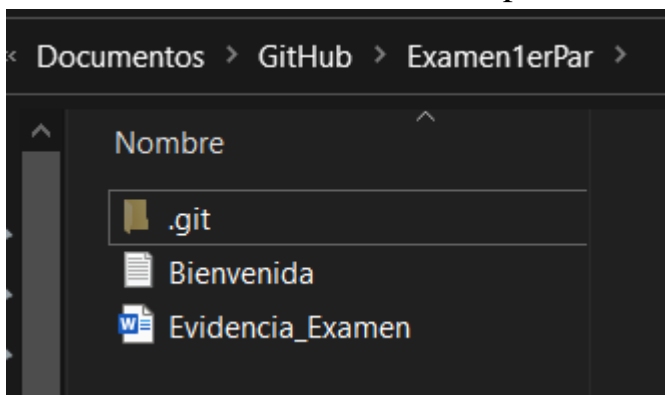 « Documentos > GitHub > Examen1erPar >
Nombre
.git
Bienvenida
Evidencia_Examen